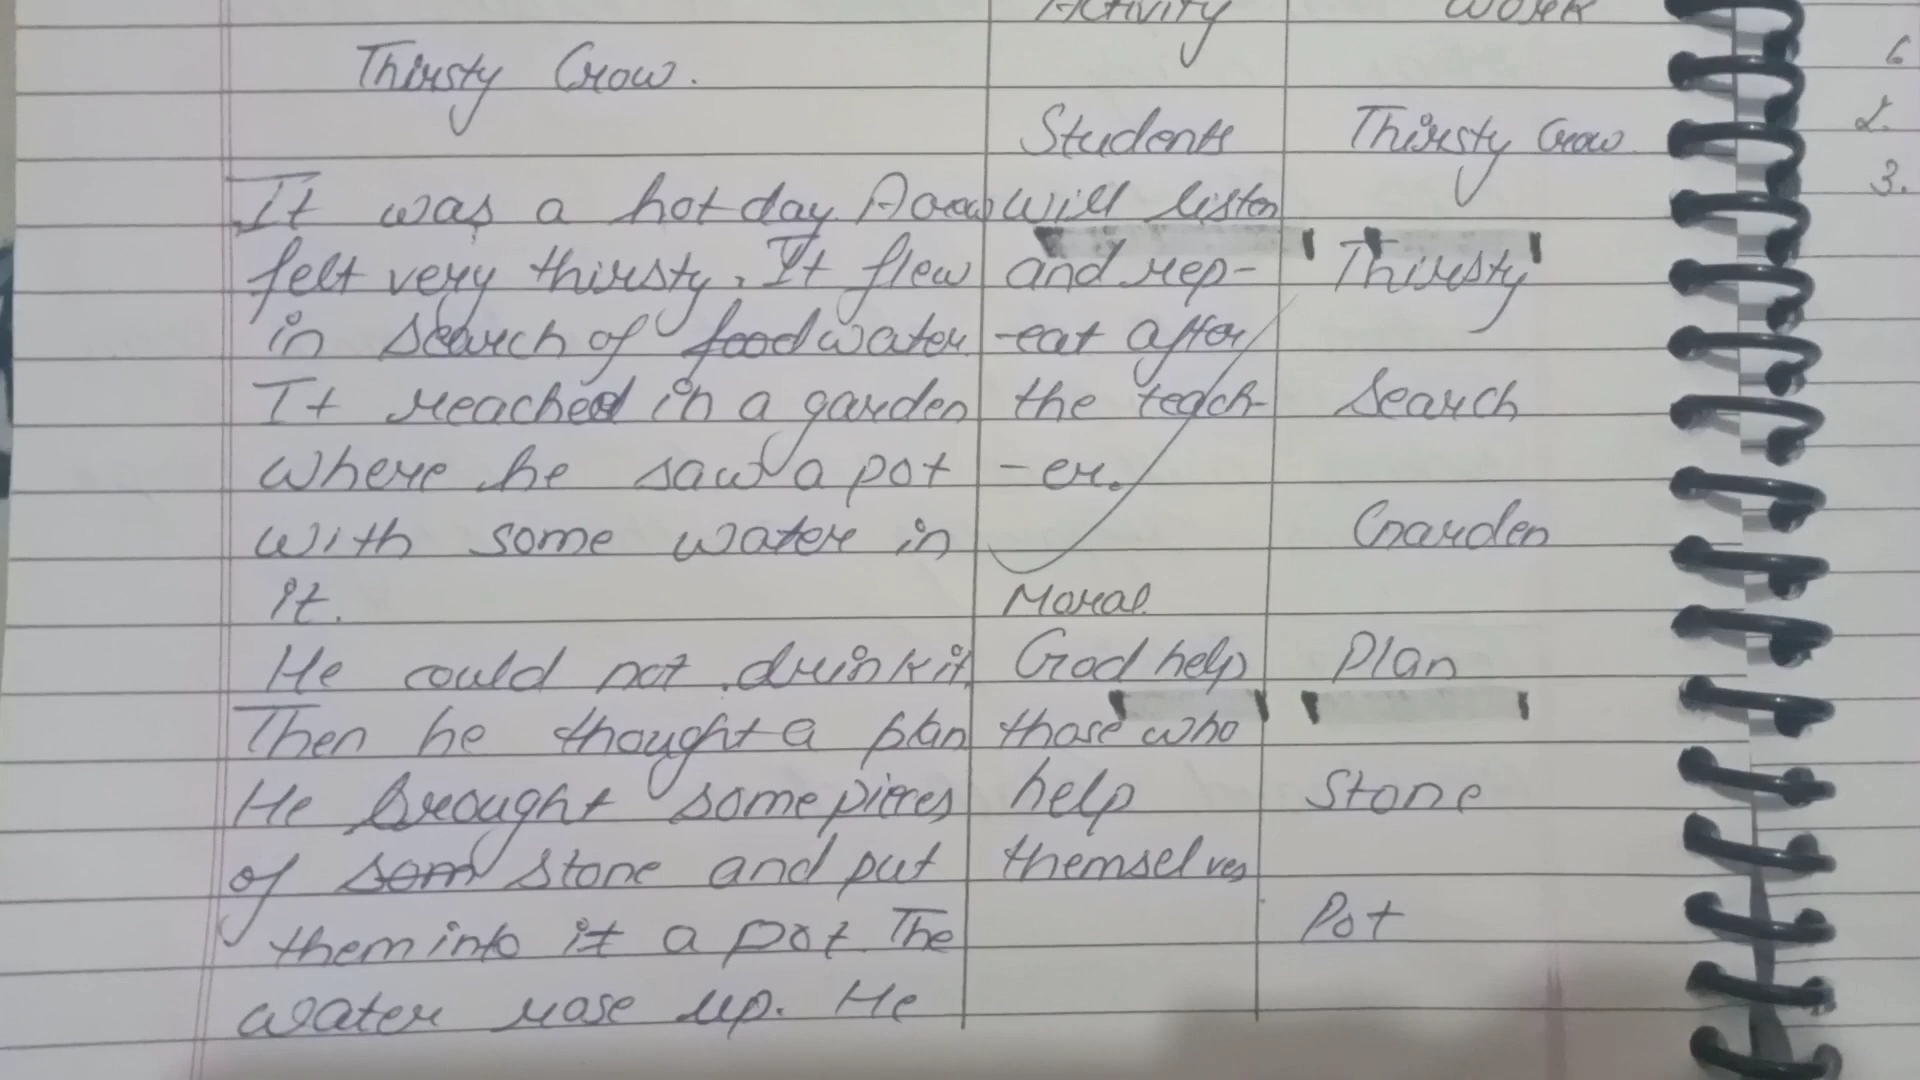 Activity
Work
Thirsty Crow.
It was a hot day A crow
felt very thirsty. It flew
in search of food water
It reached in a garden
where he saw a pot
with some water in
it.
He could not drink it
Then he thought a plan
He brought some pieces
of som stone and put
them into it a pot. The
water rose up. He
Students
will listen
and rep-
-eat after
the teach-
-er.
Moral
God help
those who
help
themselves
Thirsty Crow
Thirsty
Search
Garden
Plan
Stone
Pot
2.
3.